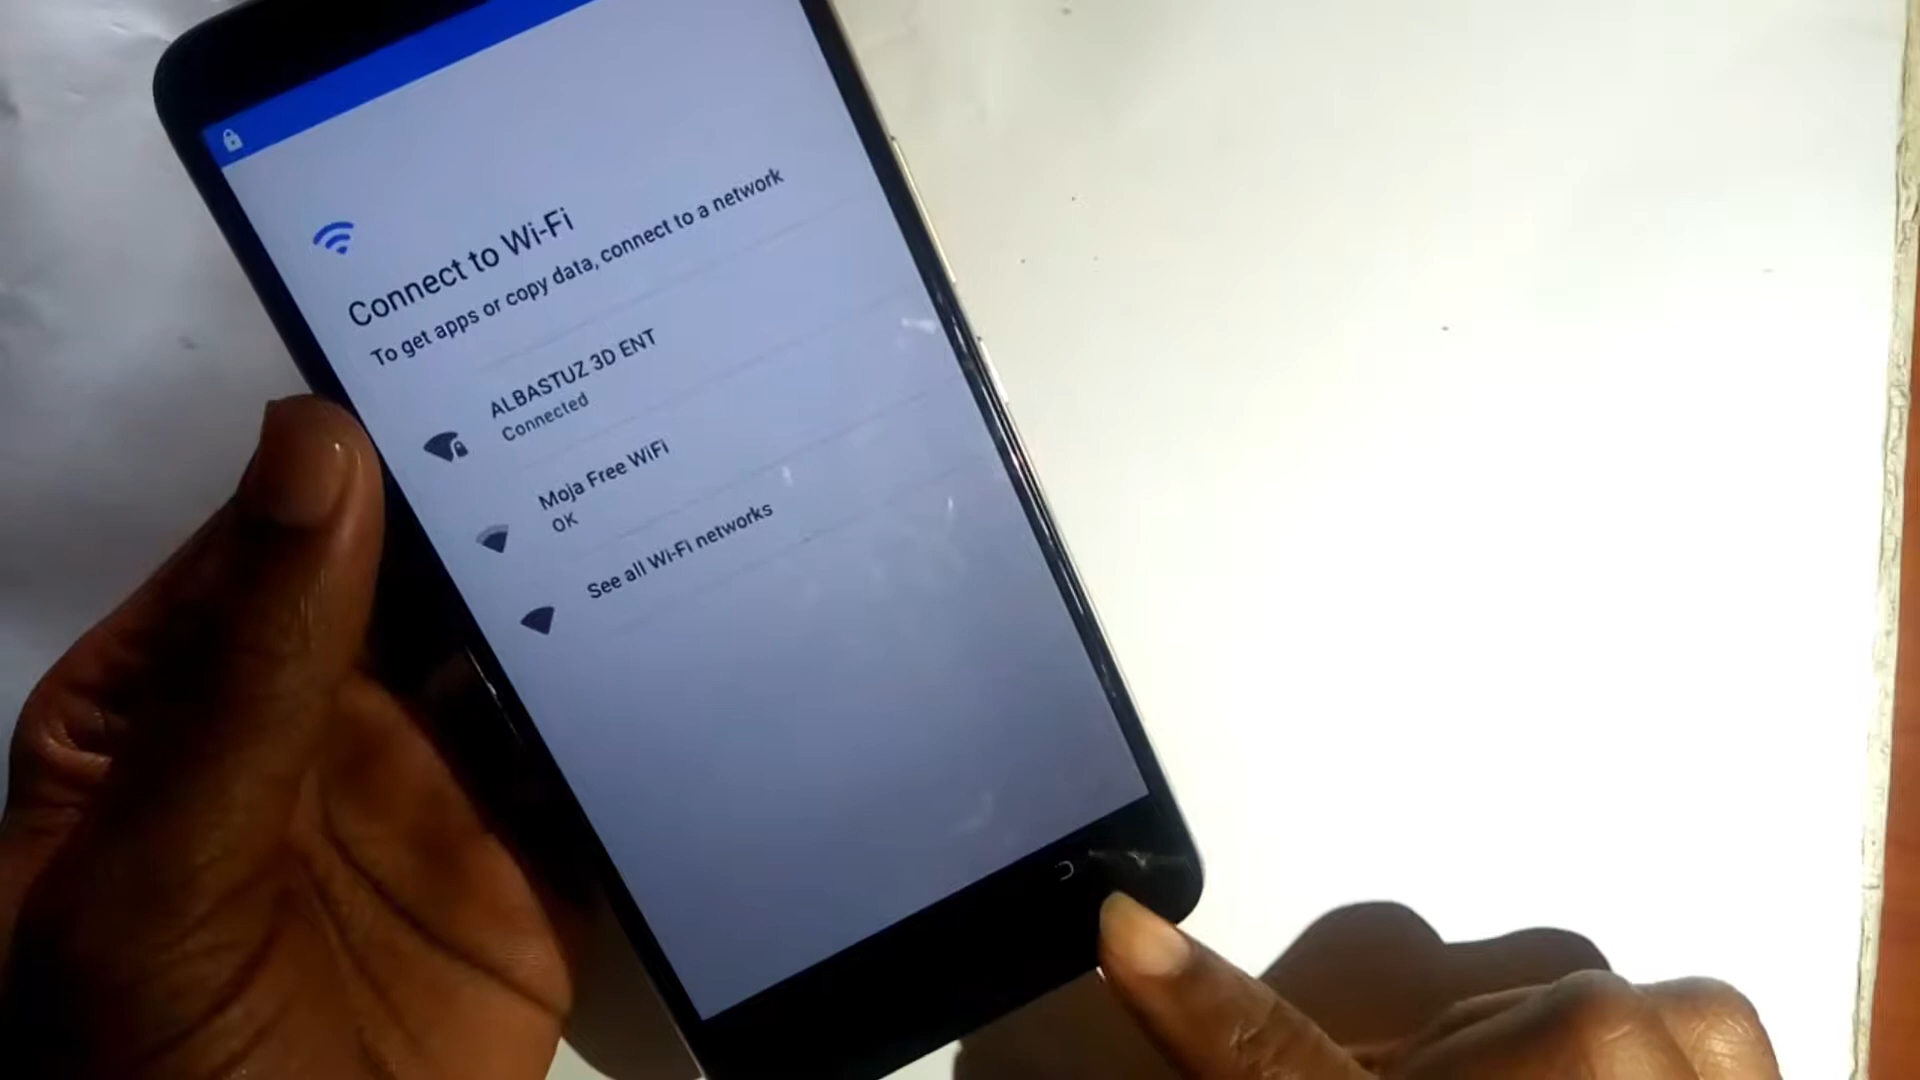 Connect to Wi-Fi
To get apps or copy data, connect to a network
ALBASTUZ 3D ENT
Connected
Moja Free WiFi
OK
See all Wi-Fi networks